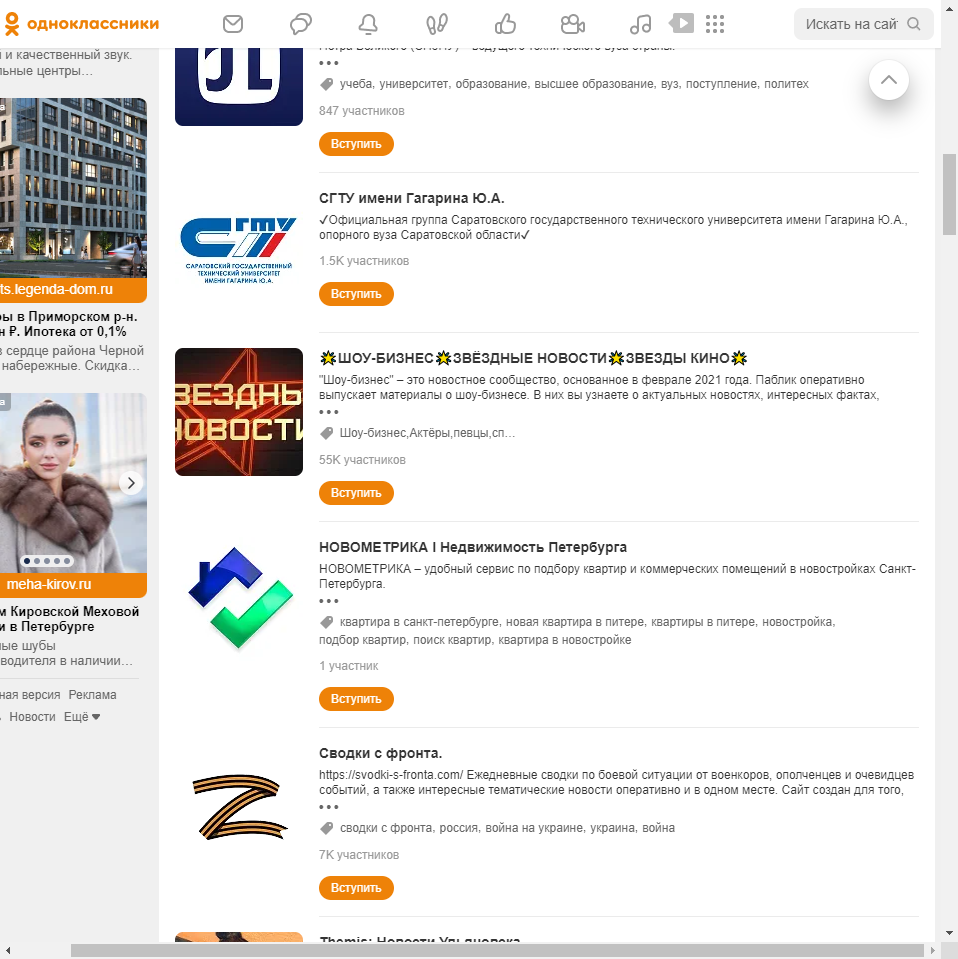 одноклассники
Искать на сайт
и качественный звук.
льные центры…
ts.legenda-dom.ru
ры в Приморском р-н.
н ₽. Ипотека от 0,1%
в сердце района Черной
набережные. Скидка…
meha-kirov.ru
м Кировской Меховой
и в Петербурге
ные шубы
водителя в наличии…
ная версия Реклама
Новости Ещё
Петра Великого (СПбПУ) – ведущего технического вуза страны.
•••
учеба, университет, образование, высшее образование, вуз, поступление, политех
847 участников
Вступить
СГТУ
САРАТОВСКИЙ ГОСУДАРСТВЕННЫЙ
ТЕХНИЧЕСКИЙ УНИВЕРСИТЕТ
ИМЕНИ ГАГАРИНА Ю.А.
СГТУ имени Гагарина Ю.А.
✓Официальная группа Саратовского государственного технического университета имени Гагарина Ю.А.,
опорного вуза Саратовской области✓
1.5K участников
Вступить
ЗВЕЗДНЫ
НОВОСТИ
🌟ШОУ-БИЗНЕС🌟ЗВЁЗДНЫЕ НОВОСТИ🌟ЗВЕЗДЫ КИНО🌟
"Шоу-бизнес" – это новостное сообщество, основанное в феврале 2021 года. Паблик оперативно
выпускает материалы о шоу-бизнесе. В них вы узнаете о актуальных новостях, интересных фактах,
•••
Шоу-бизнес,Актёры,певцы,сп…
55K участников
Вступить
НОВОМЕТРИКА I Недвижимость Петербурга
НОВОМЕТРИКА – удобный сервис по подбору квартир и коммерческих помещений в новостройках Санкт-
Петербурга.
•••
квартира в санкт-петербурге, новая квартира в питере, квартиры в питере, новостройка,
подбор квартир, поиск квартир, квартира в новостройке
1 участник
Вступить
Сводки с фронта.
https://svodki-s-fronta.com/ Ежедневные сводки по боевой ситуации от военкоров, ополченцев и очевидцев
событий, а также интересные тематические новости оперативно и в одном месте. Сайт создан для того,
•••
сводки с фронта, россия, война на украине, украина, война
7K участников
Вступить
Themis: Новости Ульяновска